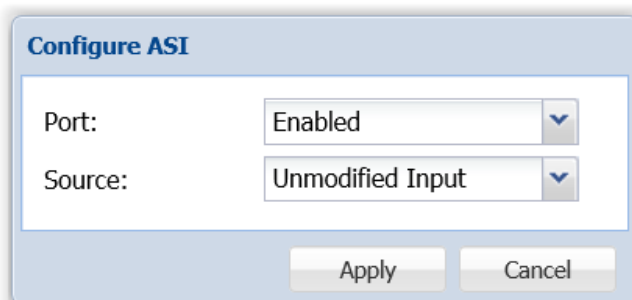 Configure ASI
Port: Enabled
Source: Unmodified Input
Apply Cancel